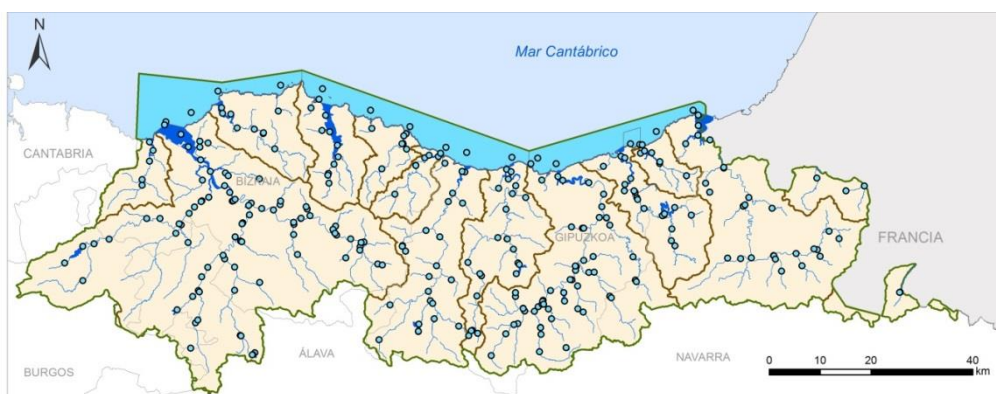 N
Mar Cantábrico
CANTABRIA
BIZKAIA
GIPUZKOA
FRANCIA
ÁLAVA
NAVARRA
BURGOS
0 10 20 40
km